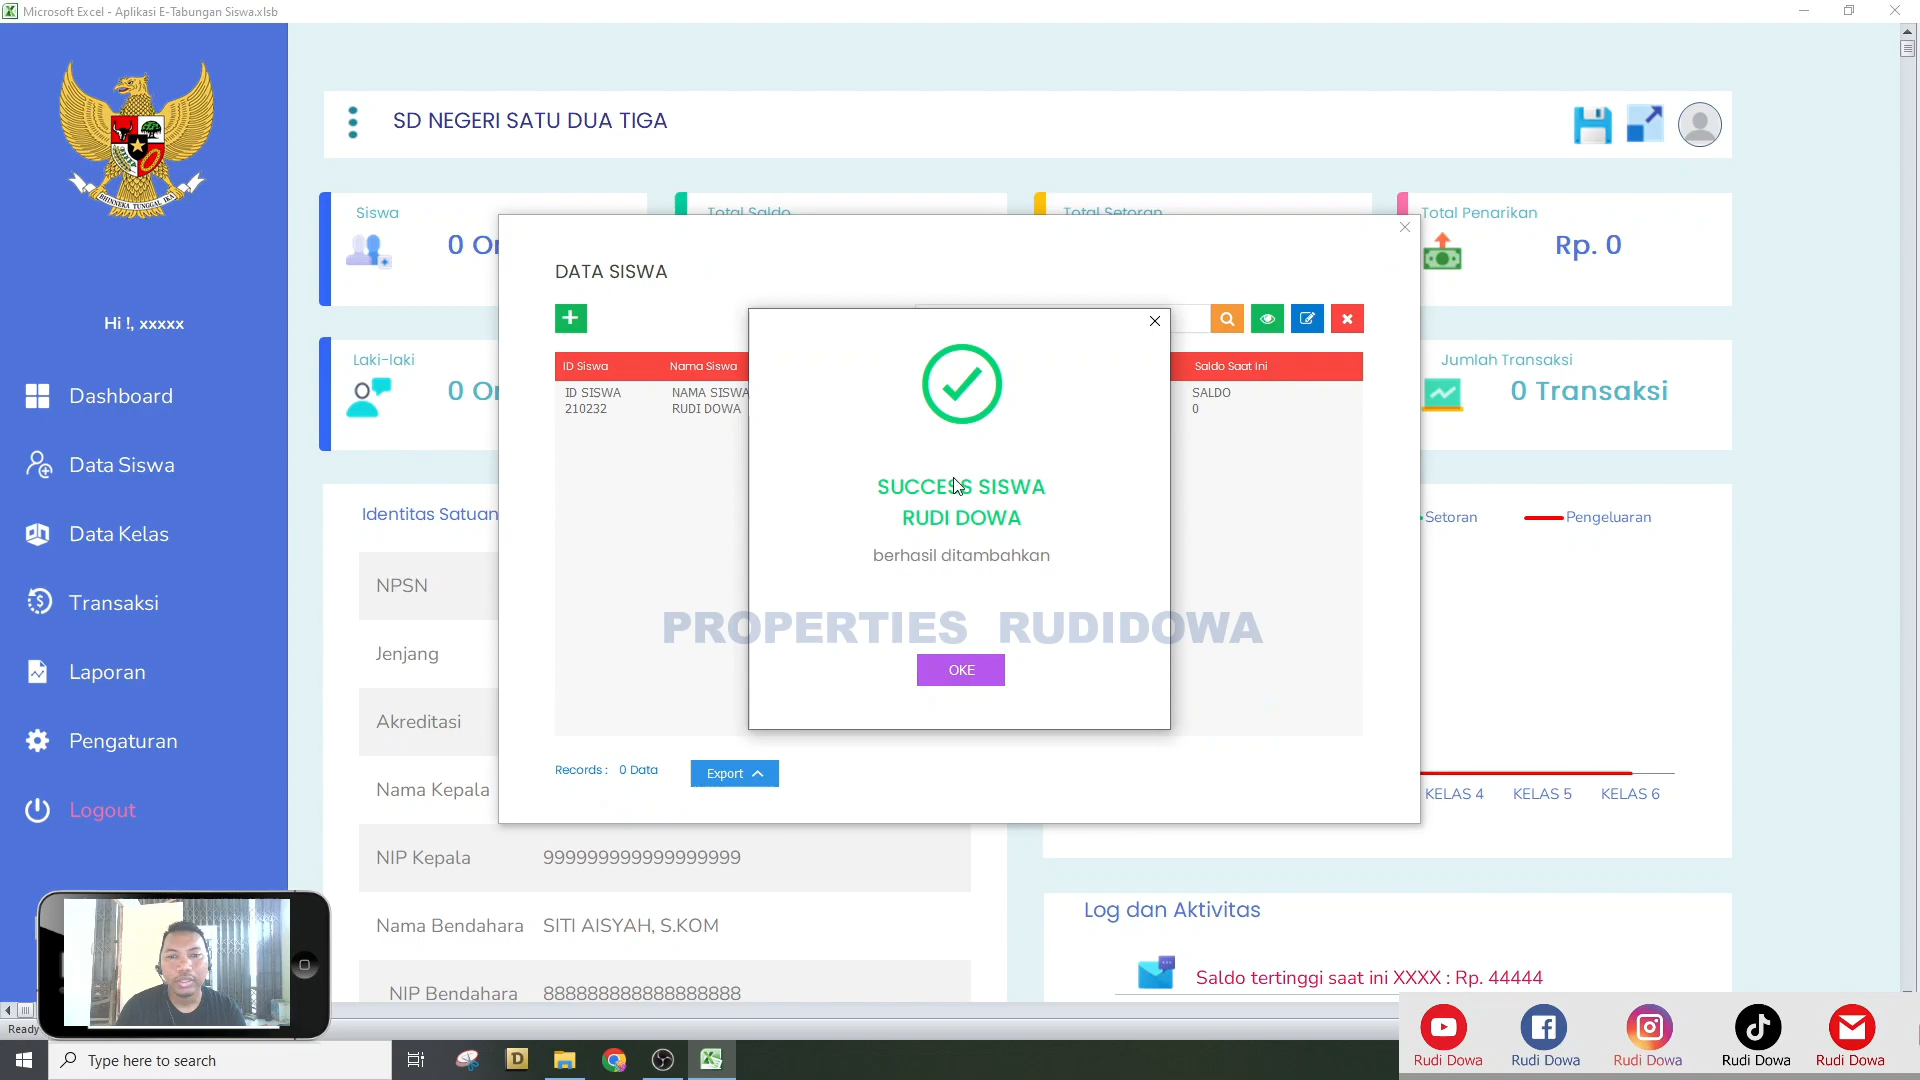 Microsoft Excel - Aplikasi E-Tabungan Siswa.xlsb
BHINNEKA TUNGGAL IKA
SD NEGERI SATU DUA TIGA
Siswa
Total Saldo
Total Setoran
Total Penarikan
Rp. 0
Hi !, xxxxx
Laki-laki
Jumlah Transaksi
0 Transaksi
Dashboard
Data Siswa
Data Kelas
Transaksi
Laporan
Pengaturan
Logout
DATA SISWA
ID Siswa
Nama Siswa
Saldo Saat Ini
ID SISWA
NAMA SISWA
SALDO
210232
RUDI DOWA
0
SUCCESS SISWA
RUDI DOWA
berhasil ditambahkan
PROPERTIES RUDIDOWA
OKE
Records : 0 Data
Export
Identitas Satuan
NPSN
Jenjang
Akreditasi
Nama Kepala
NIP Kepala 999999999999999999
Nama Bendahara SITI AISYAH, S.KOM
NIP Bendahara 888888888888888888
Setoran
Pengeluaran
KELAS 4
KELAS 5
KELAS 6
Log dan Aktivitas
Saldo tertinggi saat ini XXXX : Rp. 44444
Ready
Type here to search
Rudi Dowa
Rudi Dowa
Rudi Dowa
Rudi Dowa
Rudi Dowa